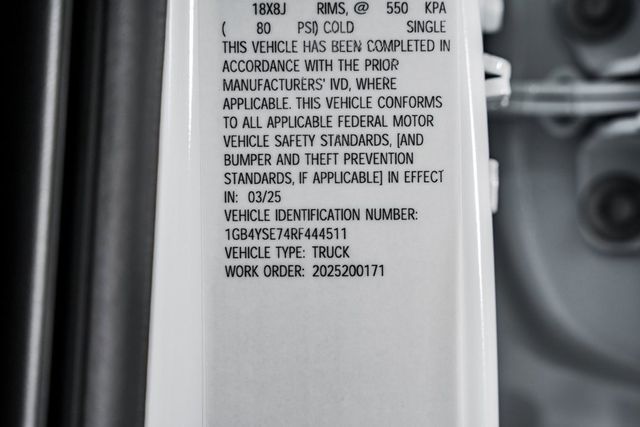 18X8J RIMS, @ 550 KPA
( 80 PSI) COLD SINGLE
THIS VEHICLE HAS BEEN COMPLETED IN
ACCORDANCE WITH THE PRIOR
MANUFACTURERS' IVD, WHERE
APPLICABLE. THIS VEHICLE CONFORMS
TO ALL APPLICABLE FEDERAL MOTOR
VEHICLE SAFETY STANDARDS, [AND
BUMPER AND THEFT PREVENTION
STANDARDS, IF APPLICABLE] IN EFFECT
IN: 03/25
VEHICLE IDENTIFICATION NUMBER:
1GB4YSE74RF444511
VEHICLE TYPE: TRUCK
WORK ORDER: 2025200171